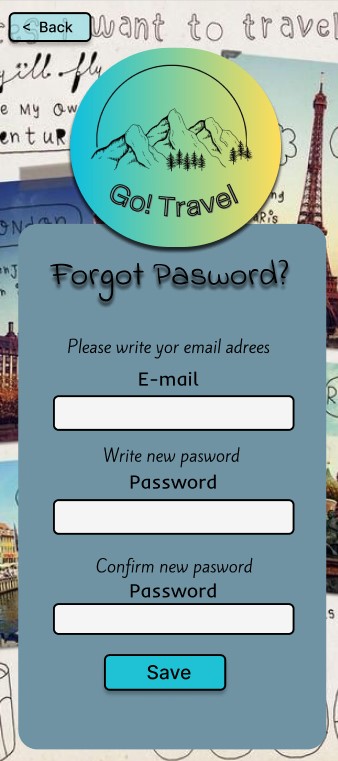 I want to travel
< Back
Go! Travel
Forgot Pasword?
Please write yor email adrees
E-mail
Write new pasword
Password
Confirm new pasword
Password
Save